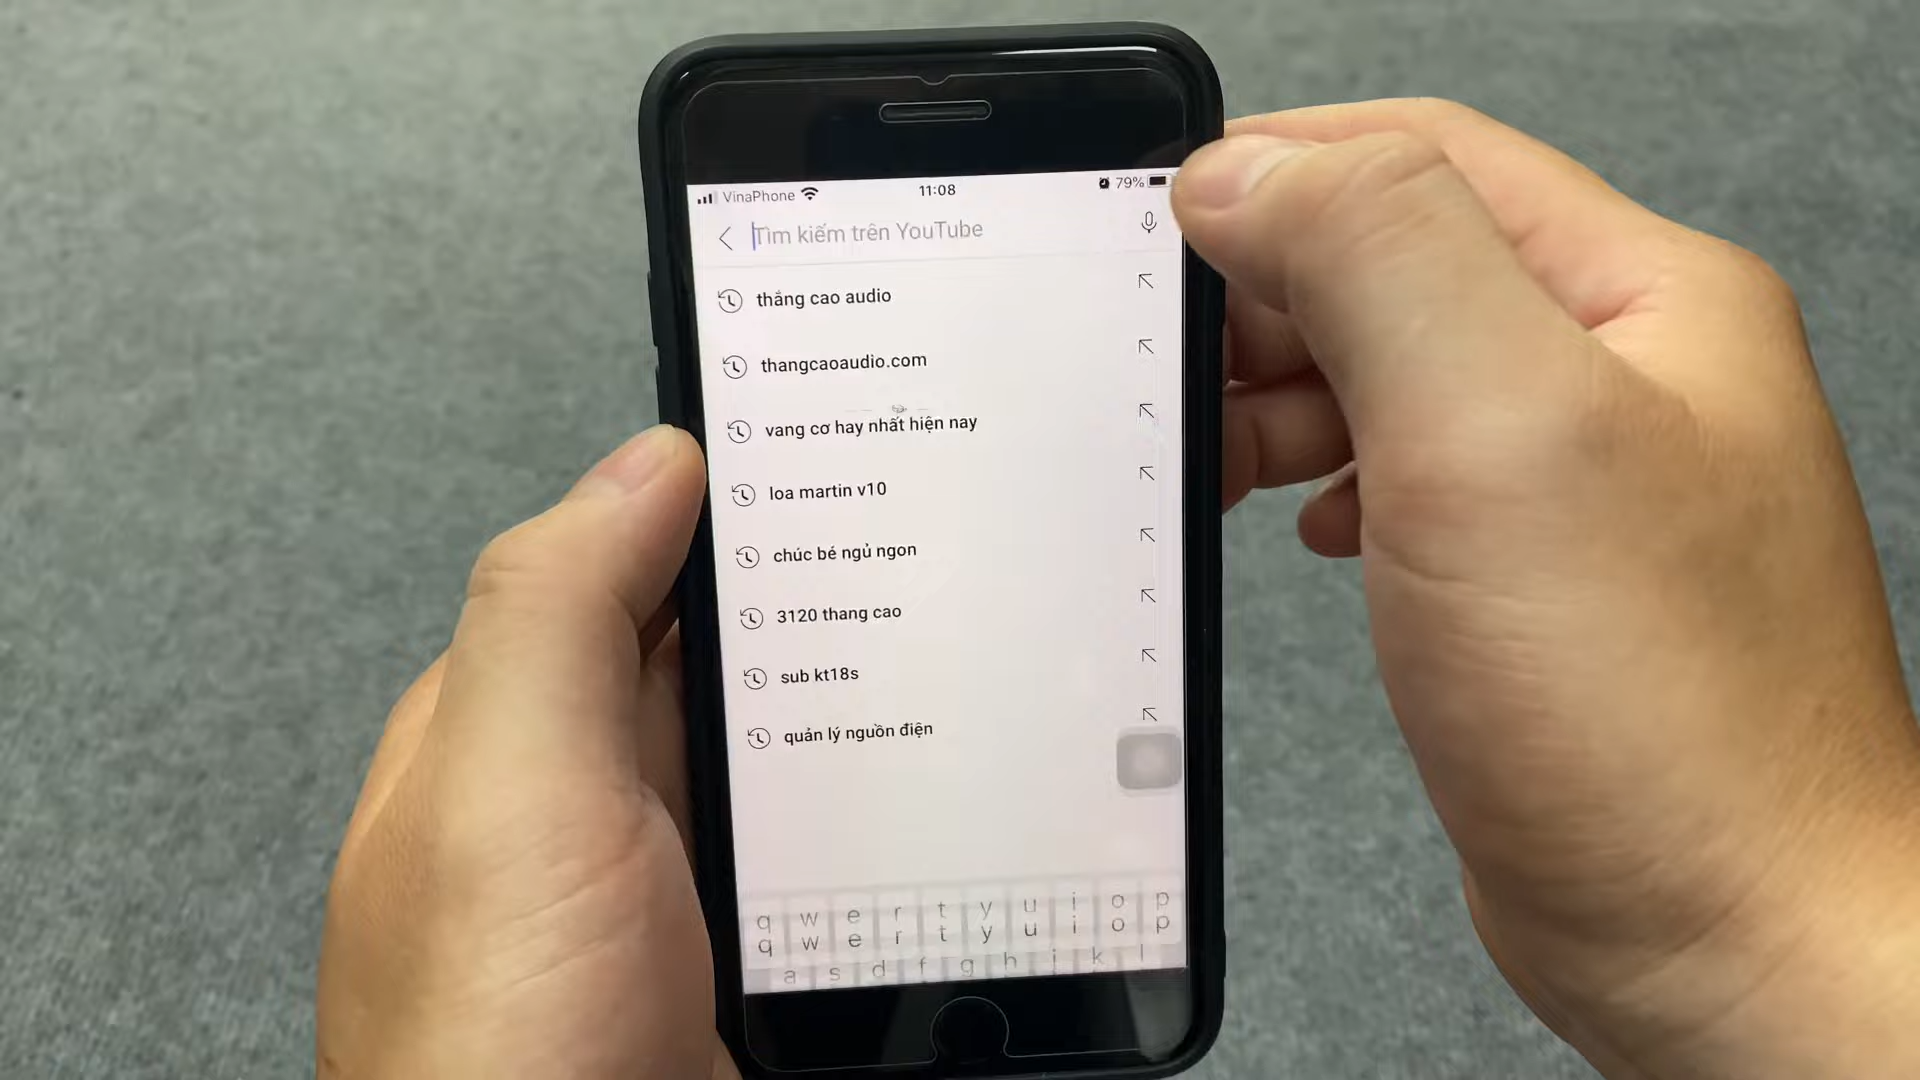 VinaPhone 11:08 79%
Tìm kiếm trên YouTube
thắng cao audio
thangcaoaudio.com
vang cơ hay nhất hiện nay
loa martin v10
chúc bé ngủ ngon
3120 thang cao
sub kt18s
quản lý nguồn điện
q w e r t y u i o p
q w e r t y u i o p
a s d f g h j k l